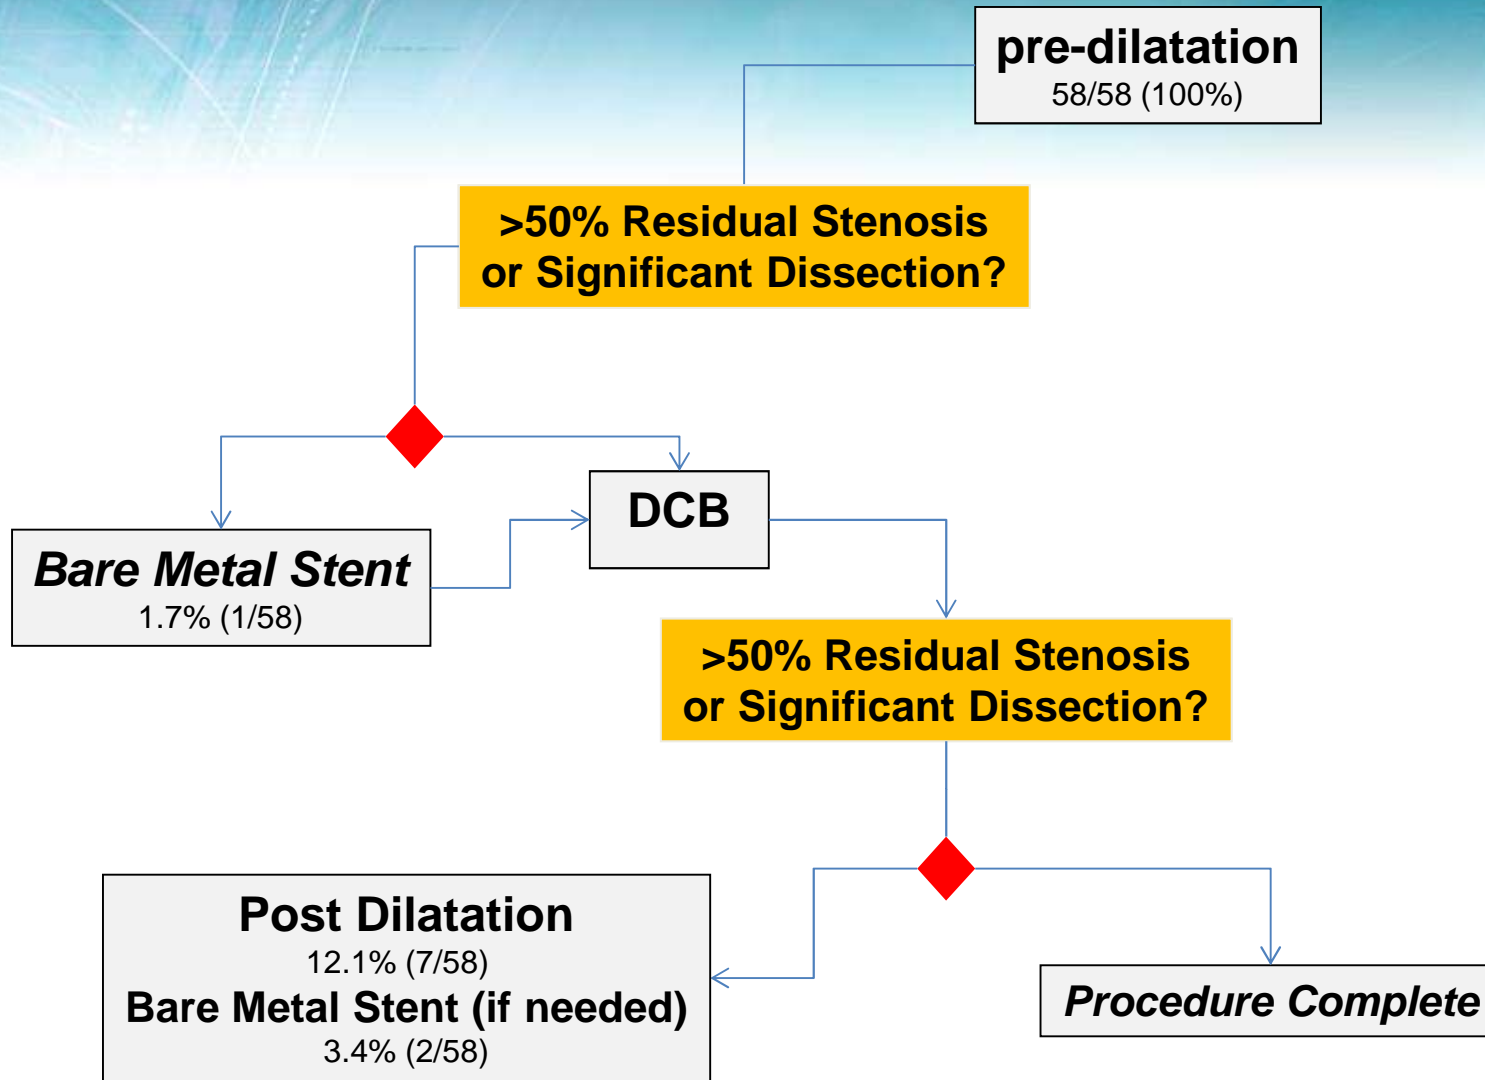 pre-dilatation
58/58 (100%)
>50% Residual Stenosis
or Significant Dissection?
DCB
Bare Metal Stent
1.7% (1/58)
>50% Residual Stenosis
or Significant Dissection?
Post Dilatation
12.1% (7/58)
Bare Metal Stent (if needed)
3.4% (2/58)
Procedure Complete